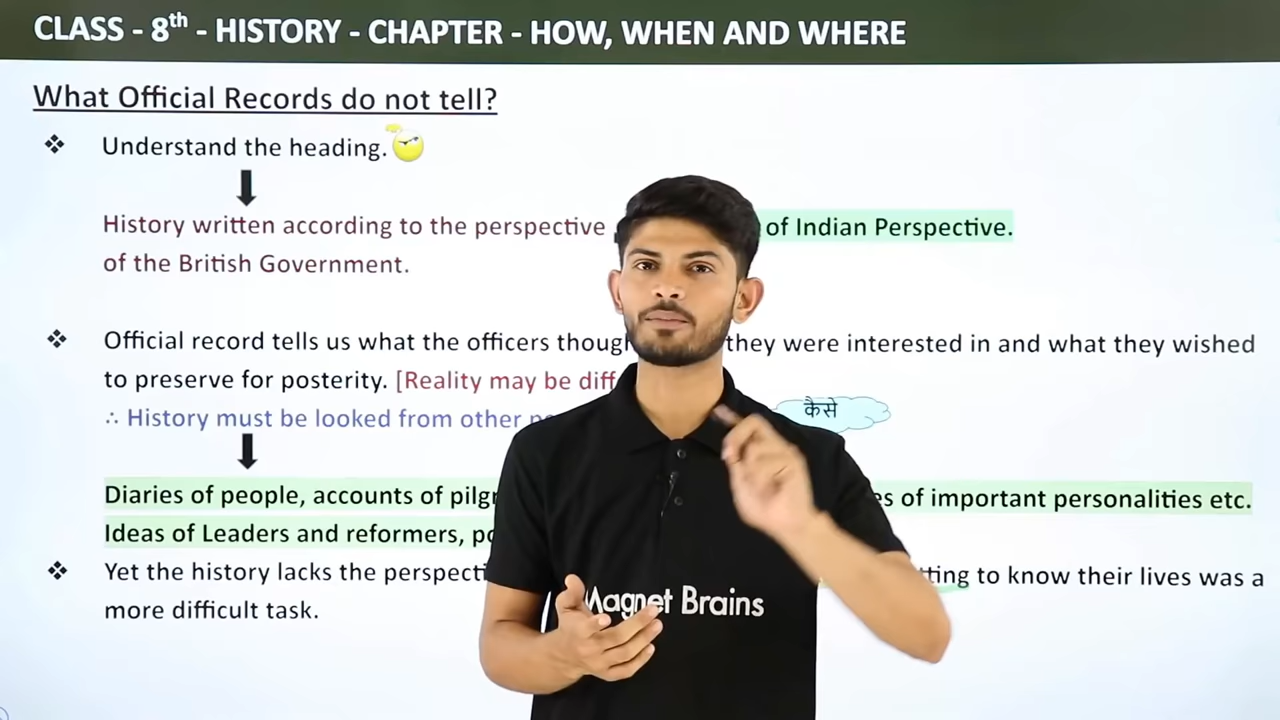 CLASS - 8th - HISTORY - CHAPTER - HOW, WHEN AND WHERE
What Official Records do not tell?
❖ Understand the heading.
History written according to the perspective of Indian Perspective.
of the British Government.
❖ Official record tells us what the officers they were interested in and what they wished
to preserve for posterity. [Reality may be
∴ History must be looked from other कैसे
Diaries of people, accounts of of important personalities etc.
Ideas of Leaders and reformers,
❖ Yet the history lacks the to know their lives was a
more difficult task.
Magnet Brains